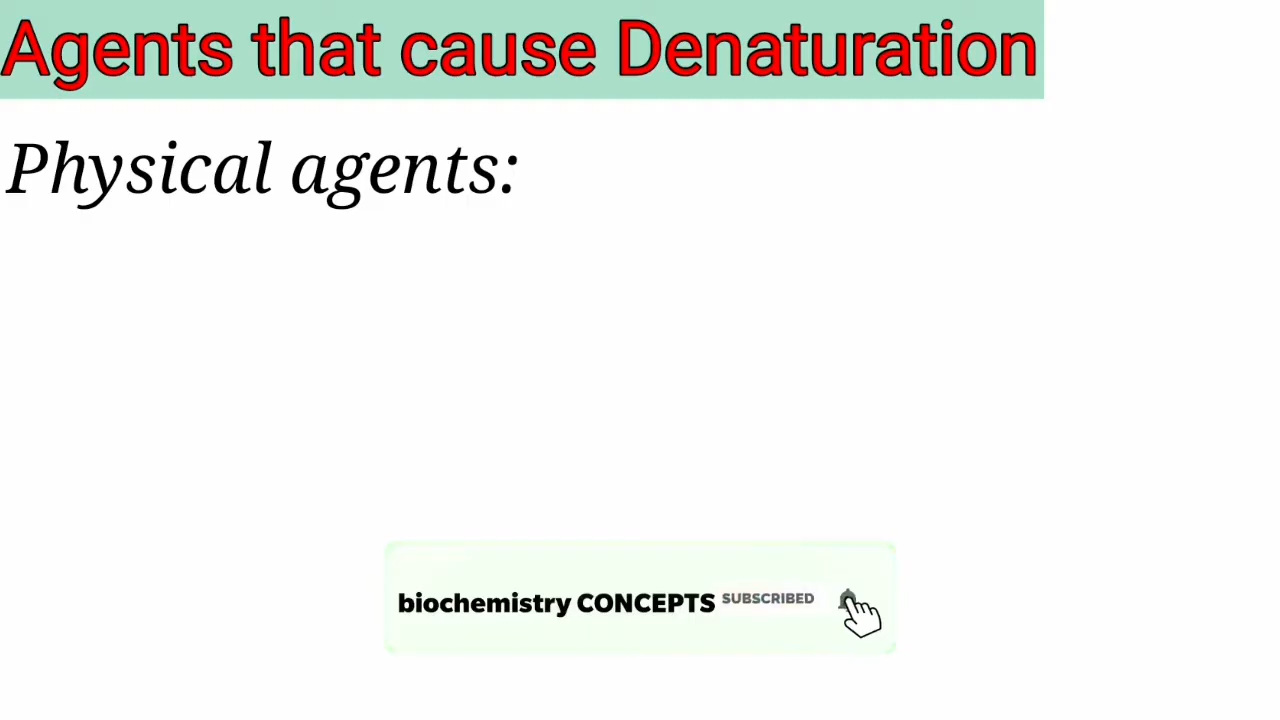 Agents that cause Denaturation
Physical agents:
biochemistry CONCEPTS SUBSCRIBED